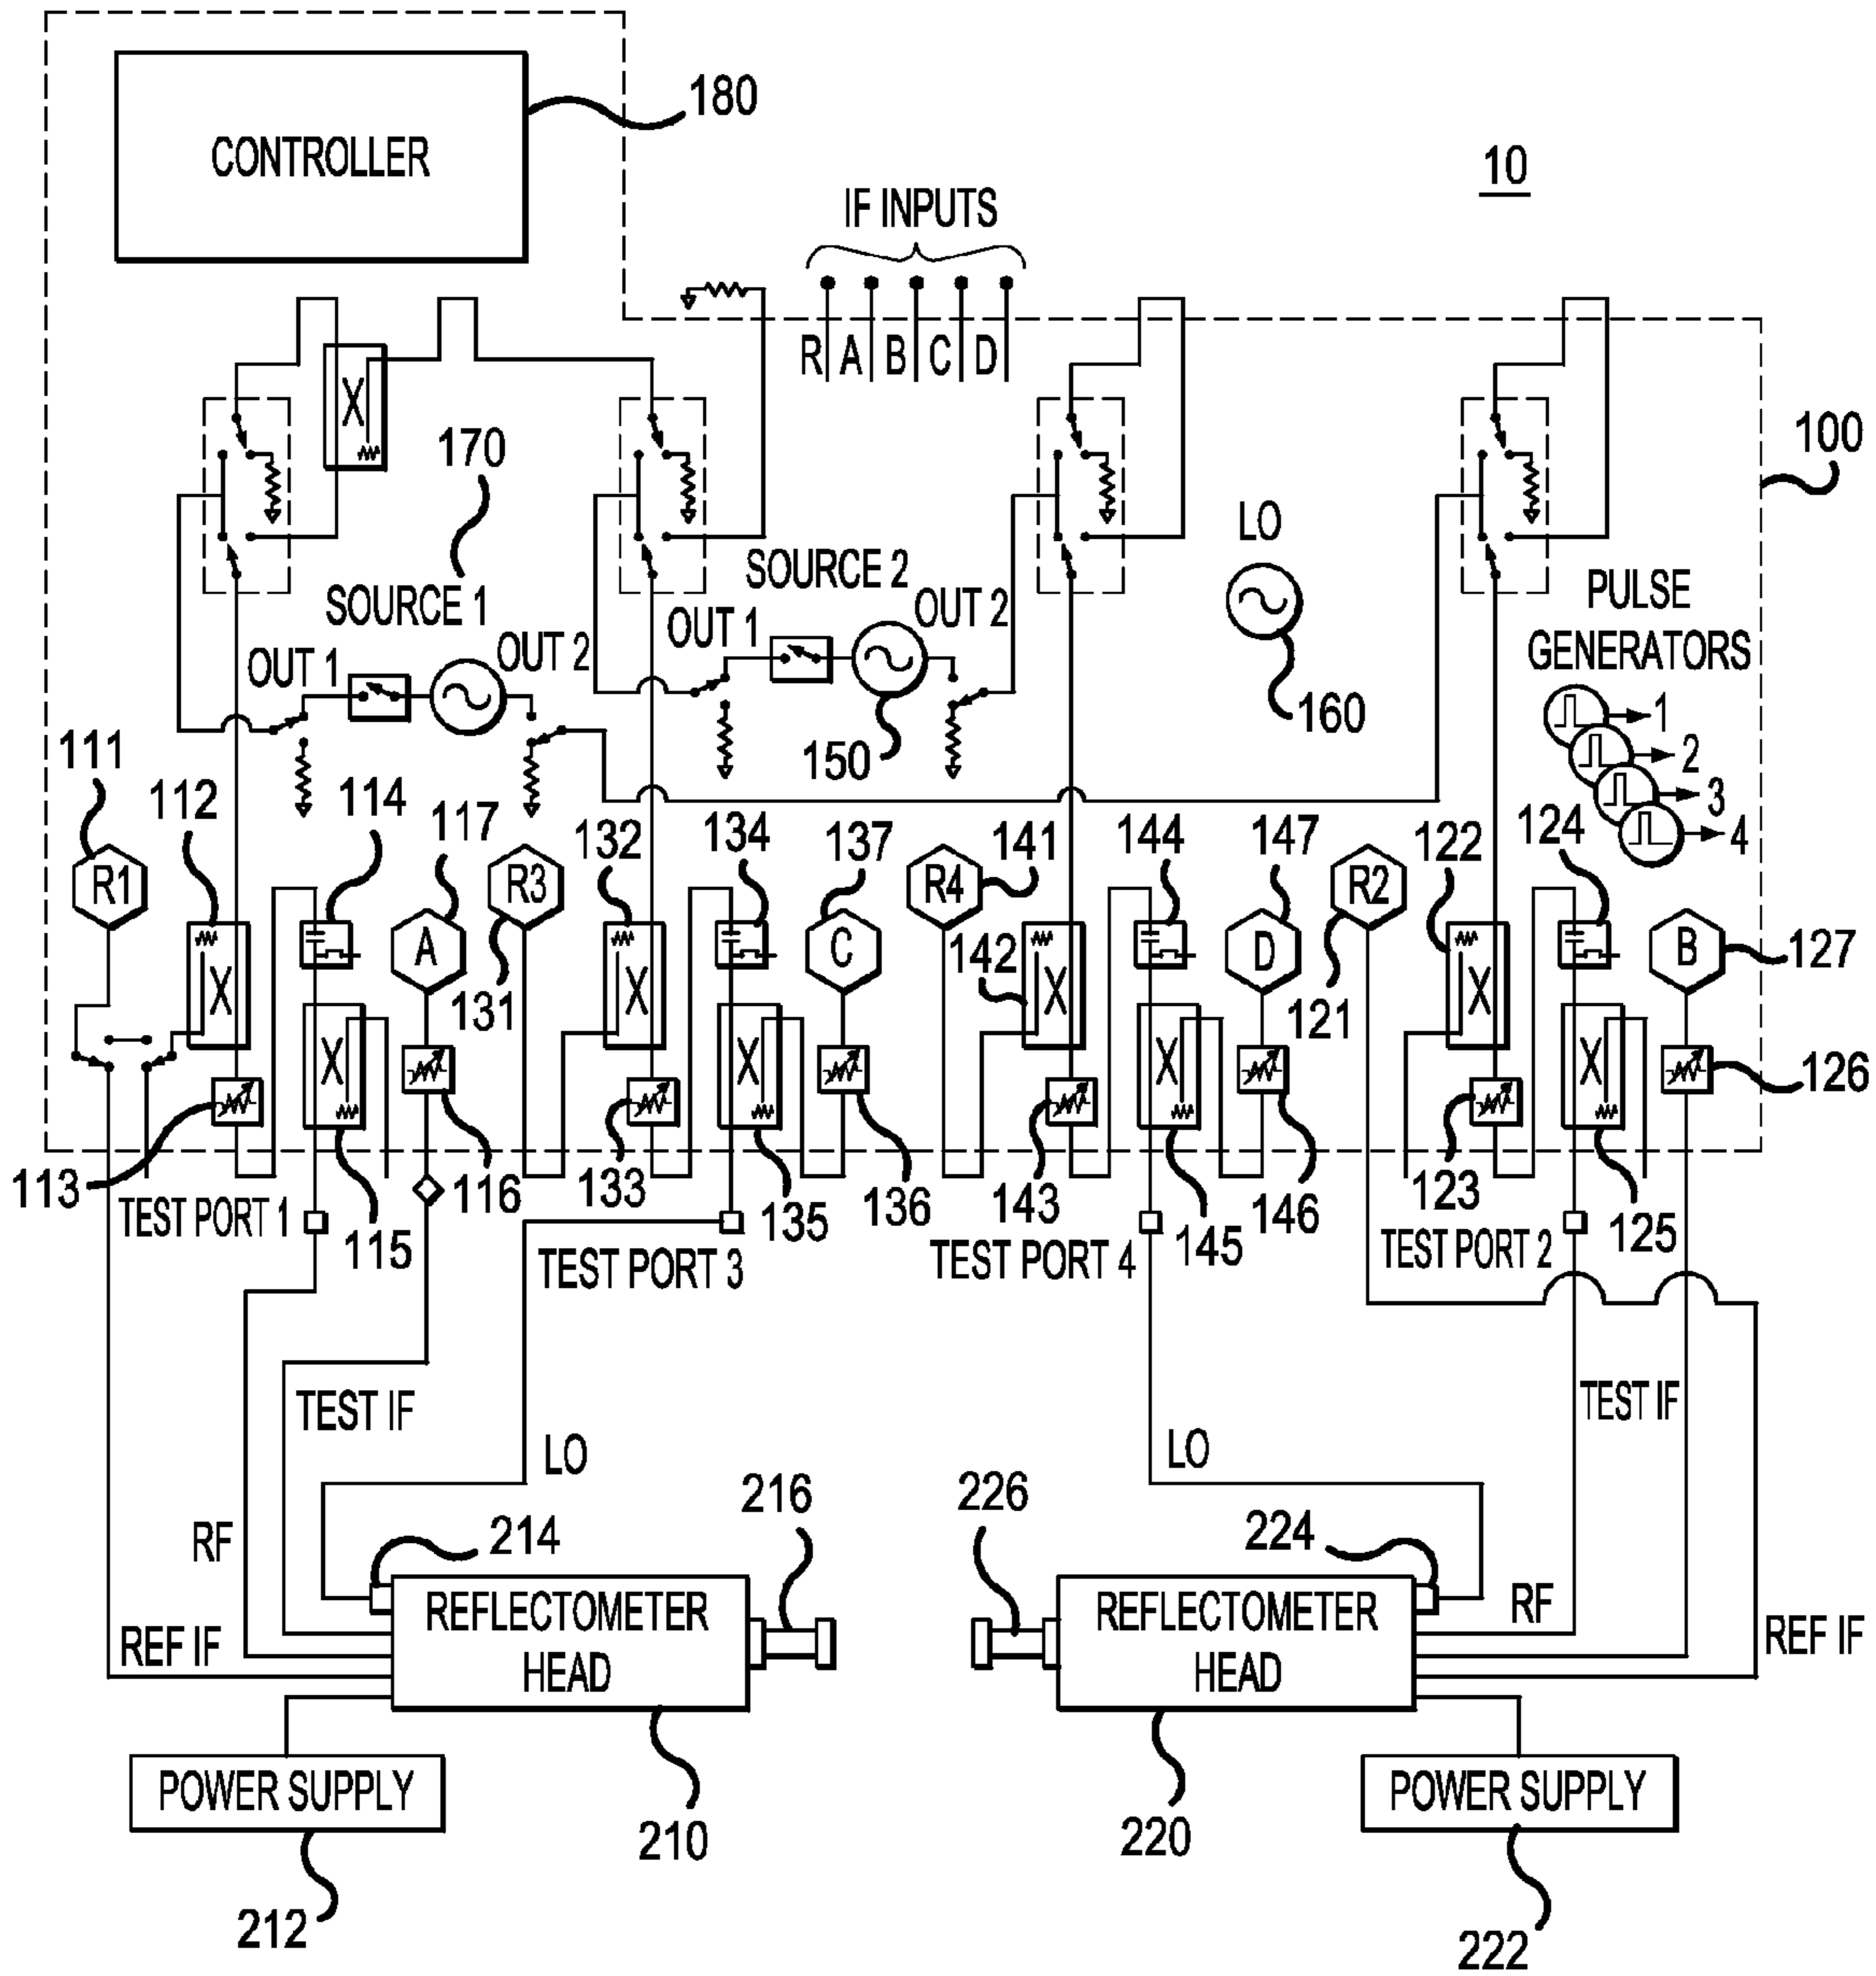 180
CONTROLLER
10
IF INPUTS
R A B C D
100
170
LO
SOURCE 1
SOURCE 2
PULSE
GENERATORS
OUT 1
OUT 2
OUT 1
OUT 2
150
160
1
2
3
4
111
112
114
117
132
134
137
141
144
147
122
124
R1
R3
R4
R2
A
C
D
B
X
X
X
X
X
X
X
X
X
127
131
142
121
126
113
116
133
136
143
146
123
115
135
145
125
TEST PORT 1
TEST PORT 3
TEST PORT 4
TEST PORT 2
TEST IF
TEST IF
LO
LO
216
226
RF
214
224
RF
REF IF
REFLECTOMETER
HEAD
REFLECTOMETER
HEAD
REF IF
POWER SUPPLY
210
220
POWER SUPPLY
212
222